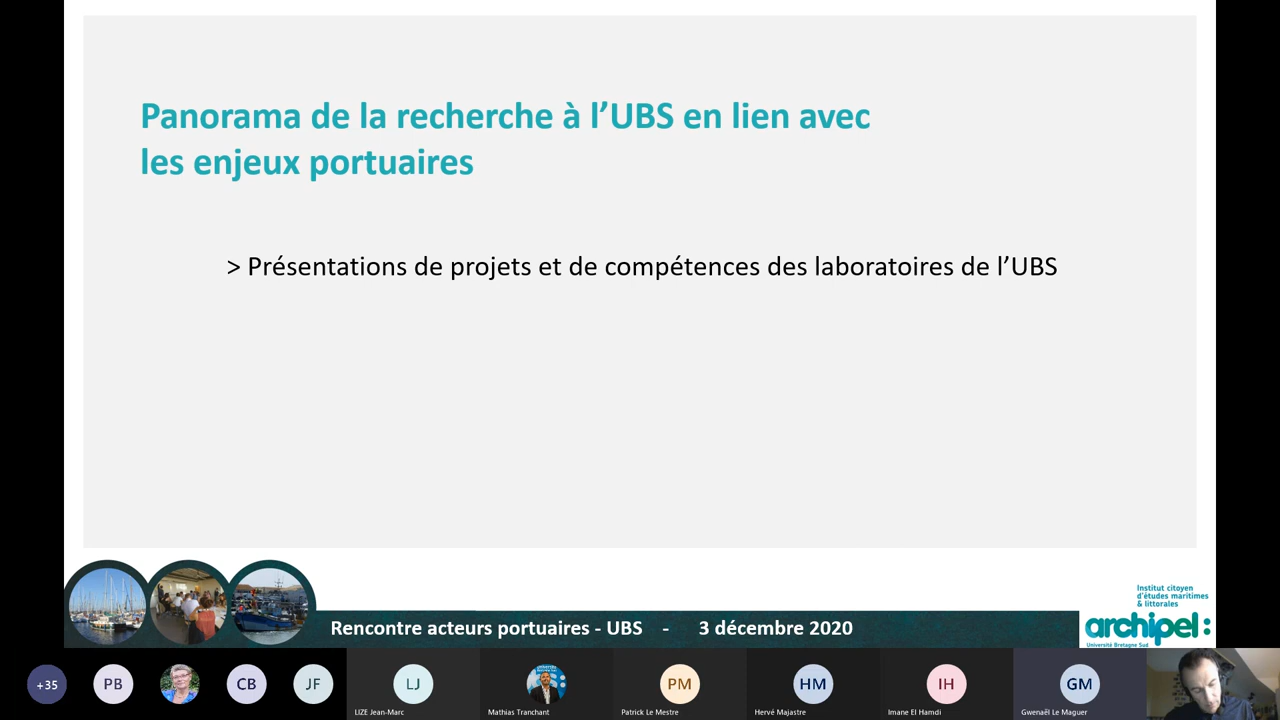 Panorama de la recherche à l’UBS en lien avec
les enjeux portuaires
> Présentations de projets et de compétences des laboratoires de l’UBS
Institut citoyen
d'études maritimes
& littorales
archipel:
Université Bretagne Sud
Rencontre acteurs portuaires - UBS - 3 décembre 2020
+35
PB
CB
JF
LJ
PM
HM
IH
GM
LIZE Jean-Marc
Mathias Tranchant
Patrick Le Mestre
Hervé Majastre
Imane El Hamdi
Gwenaël Le Maguer